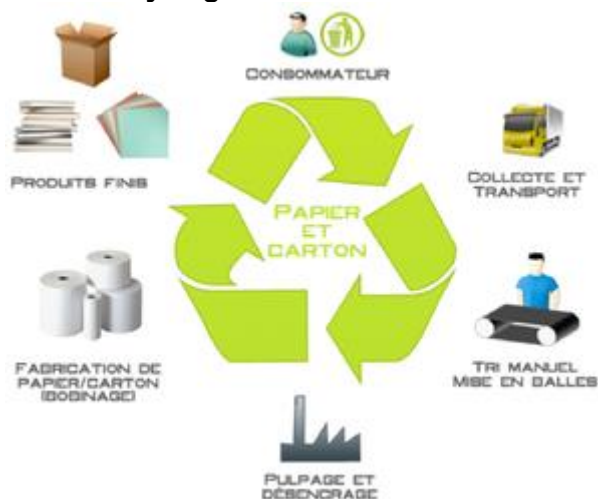 CONSOMMATEUR
COLLECTE ET
TRANSPORT
TRI MANUEL
MISE EN BALLES
PULPAGE ET
DÉSENCRAGE
FABRICATION DE
PAPIER/CARTON
(BOBINAGE)
PRODUITS FINIS
PAPIER
ET
CARTON